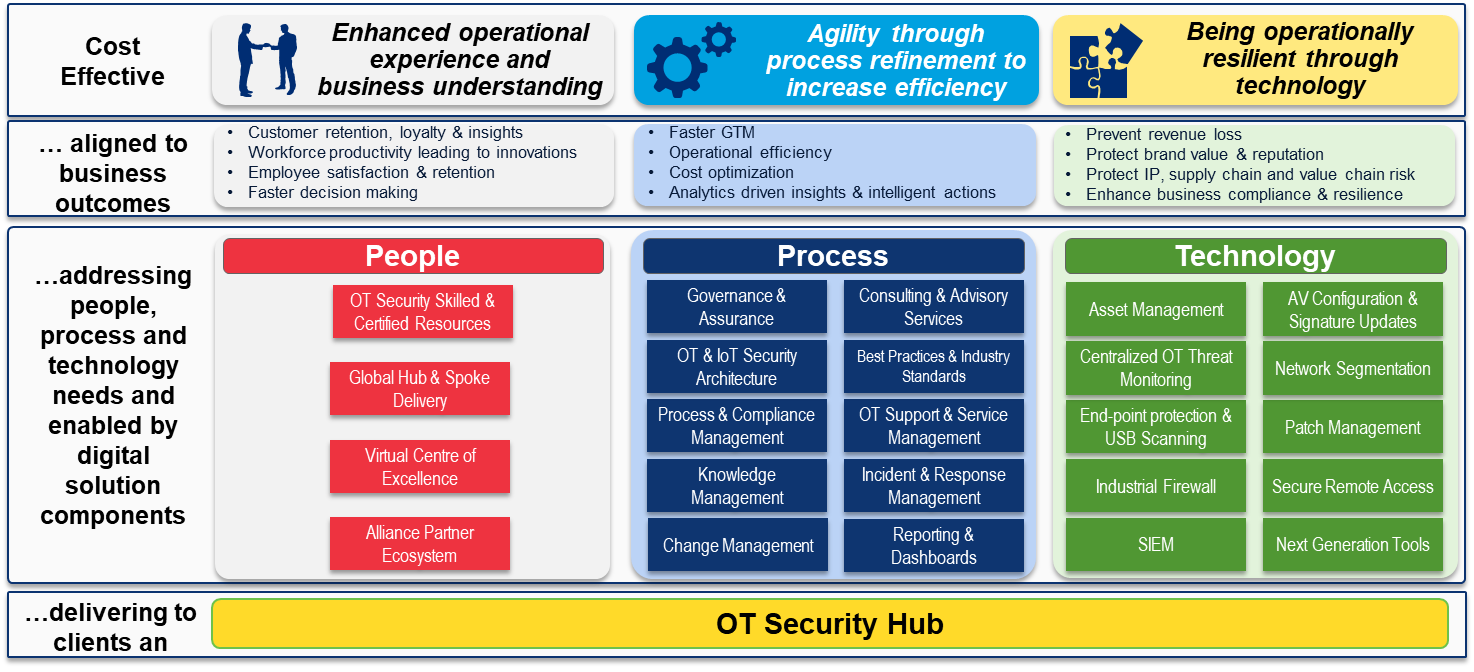 Cost
Effective
Enhanced operational
experience and
business understanding
Agility through
process refinement to
increase efficiency
Being operationally
resilient through
technology
… aligned to
business
outcomes
• Customer retention, loyalty & insights
• Workforce productivity leading to innovations
• Employee satisfaction & retention
• Faster decision making
• Faster GTM
• Operational efficiency
• Cost optimization
• Analytics driven insights & intelligent actions
• Prevent revenue loss
• Protect brand value & reputation
• Protect IP, supply chain and value chain risk
• Enhance business compliance & resilience
…addressing
people,
process and
technology
needs and
enabled by
digital
solution
components
People
OT Security Skilled &
Certified Resources
Global Hub & Spoke
Delivery
Virtual Centre of
Excellence
Alliance Partner
Ecosystem
Process
Governance &
Assurance
Consulting & Advisory
Services
OT & IoT Security
Architecture
Best Practices & Industry
Standards
Process & Compliance
Management
OT Support & Service
Management
Knowledge
Management
Incident & Response
Management
Change Management
Reporting &
Dashboards
Technology
Asset Management
AV Configuration &
Signature Updates
Centralized OT Threat
Monitoring
Network Segmentation
End-point protection &
USB Scanning
Patch Management
Industrial Firewall
Secure Remote Access
SIEM
Next Generation Tools
…delivering to
clients an
OT Security Hub